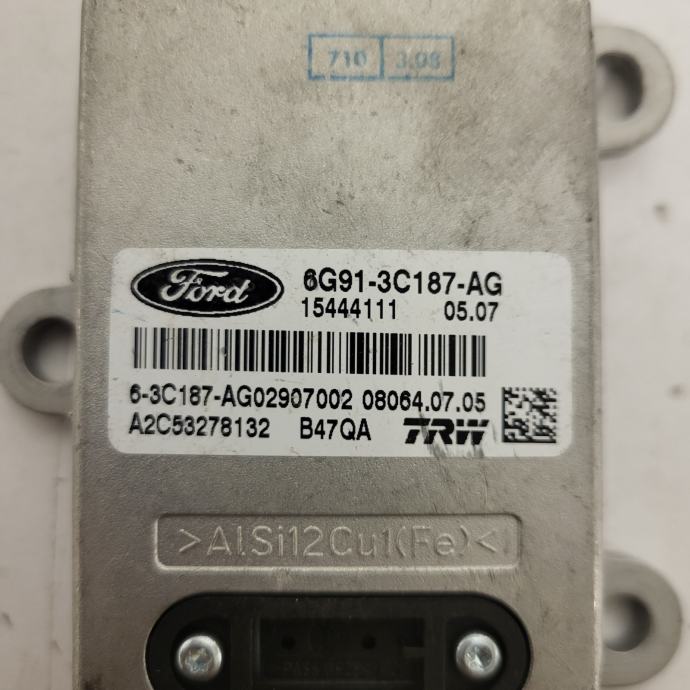 710 3.08
Ford
6G91-3C187-AG
15444111 05.07
6-3C187-AG02907002 08064.07.05
A2C53278132 B47QA TRW
>AlSi12Cu1(Fe)<